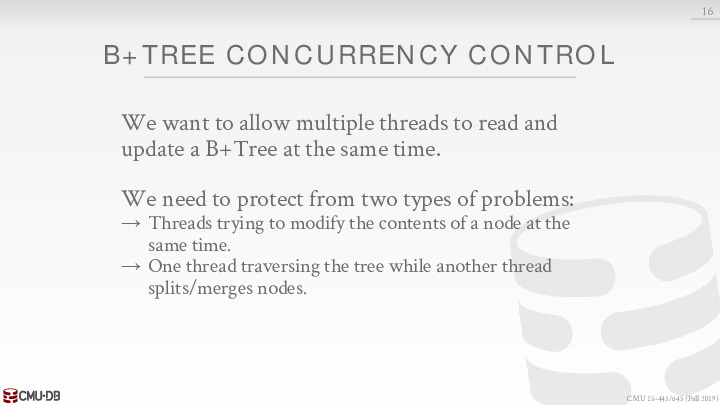 16
B+TREE CONCURRENCY CONTROL
We want to allow multiple threads to read and
update a B+Tree at the same time.
We need to protect from two types of problems:
→ Threads trying to modify the contents of a node at the
same time.
→ One thread traversing the tree while another thread
splits/merges nodes.
CMU·DB
CMU 15-445/645 (Fall 2019)